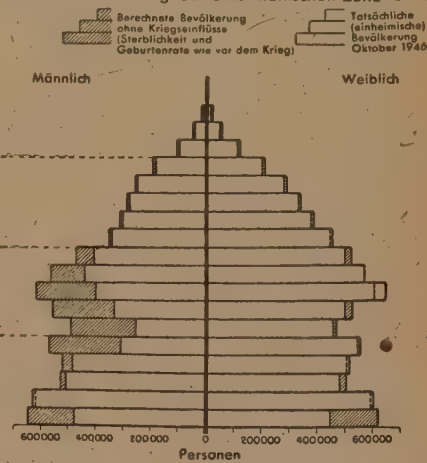 Berechnete Bevölkerung
ohne Kriegseinflüsse
(Sterblichkeit und
Geburtenrate wie vor dem Krieg)
Tatsächliche
(einheimische)
Bevölkerung
Oktober 1946
Männlich
Weiblich
600000 400000 200000 0 200000 400000 600000
Personen